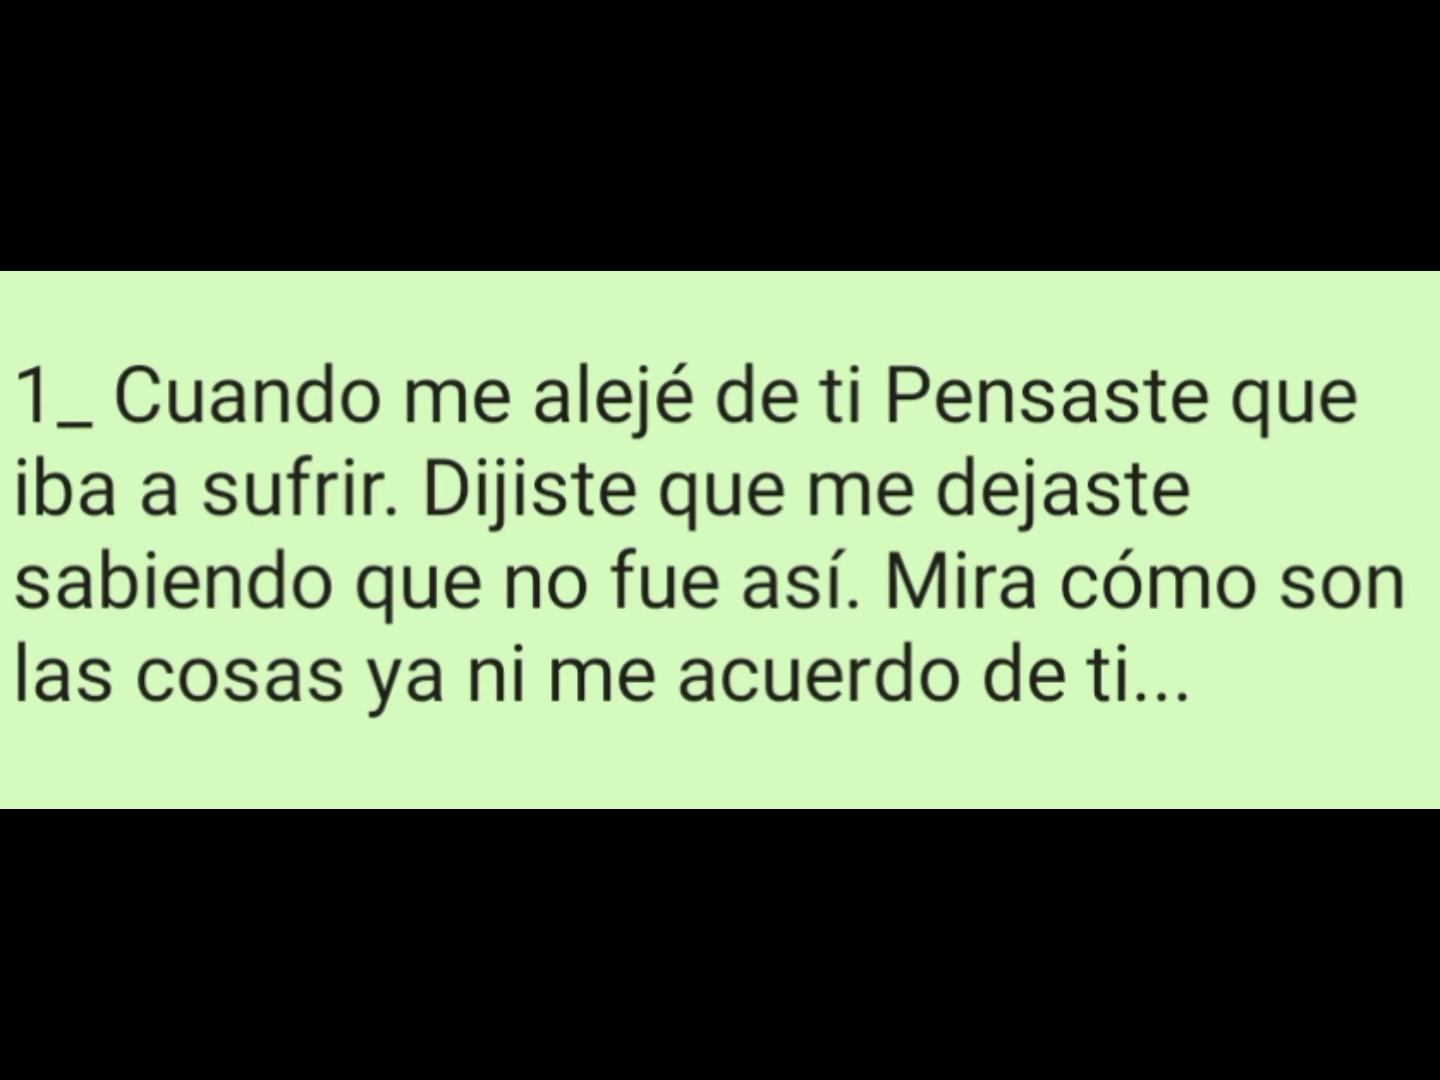 1_ Cuando me alejé de ti Pensaste que
iba a sufrir. Dijiste que me dejaste
sabiendo que no fue así. Mira cómo son
las cosas ya ni me acuerdo de ti...